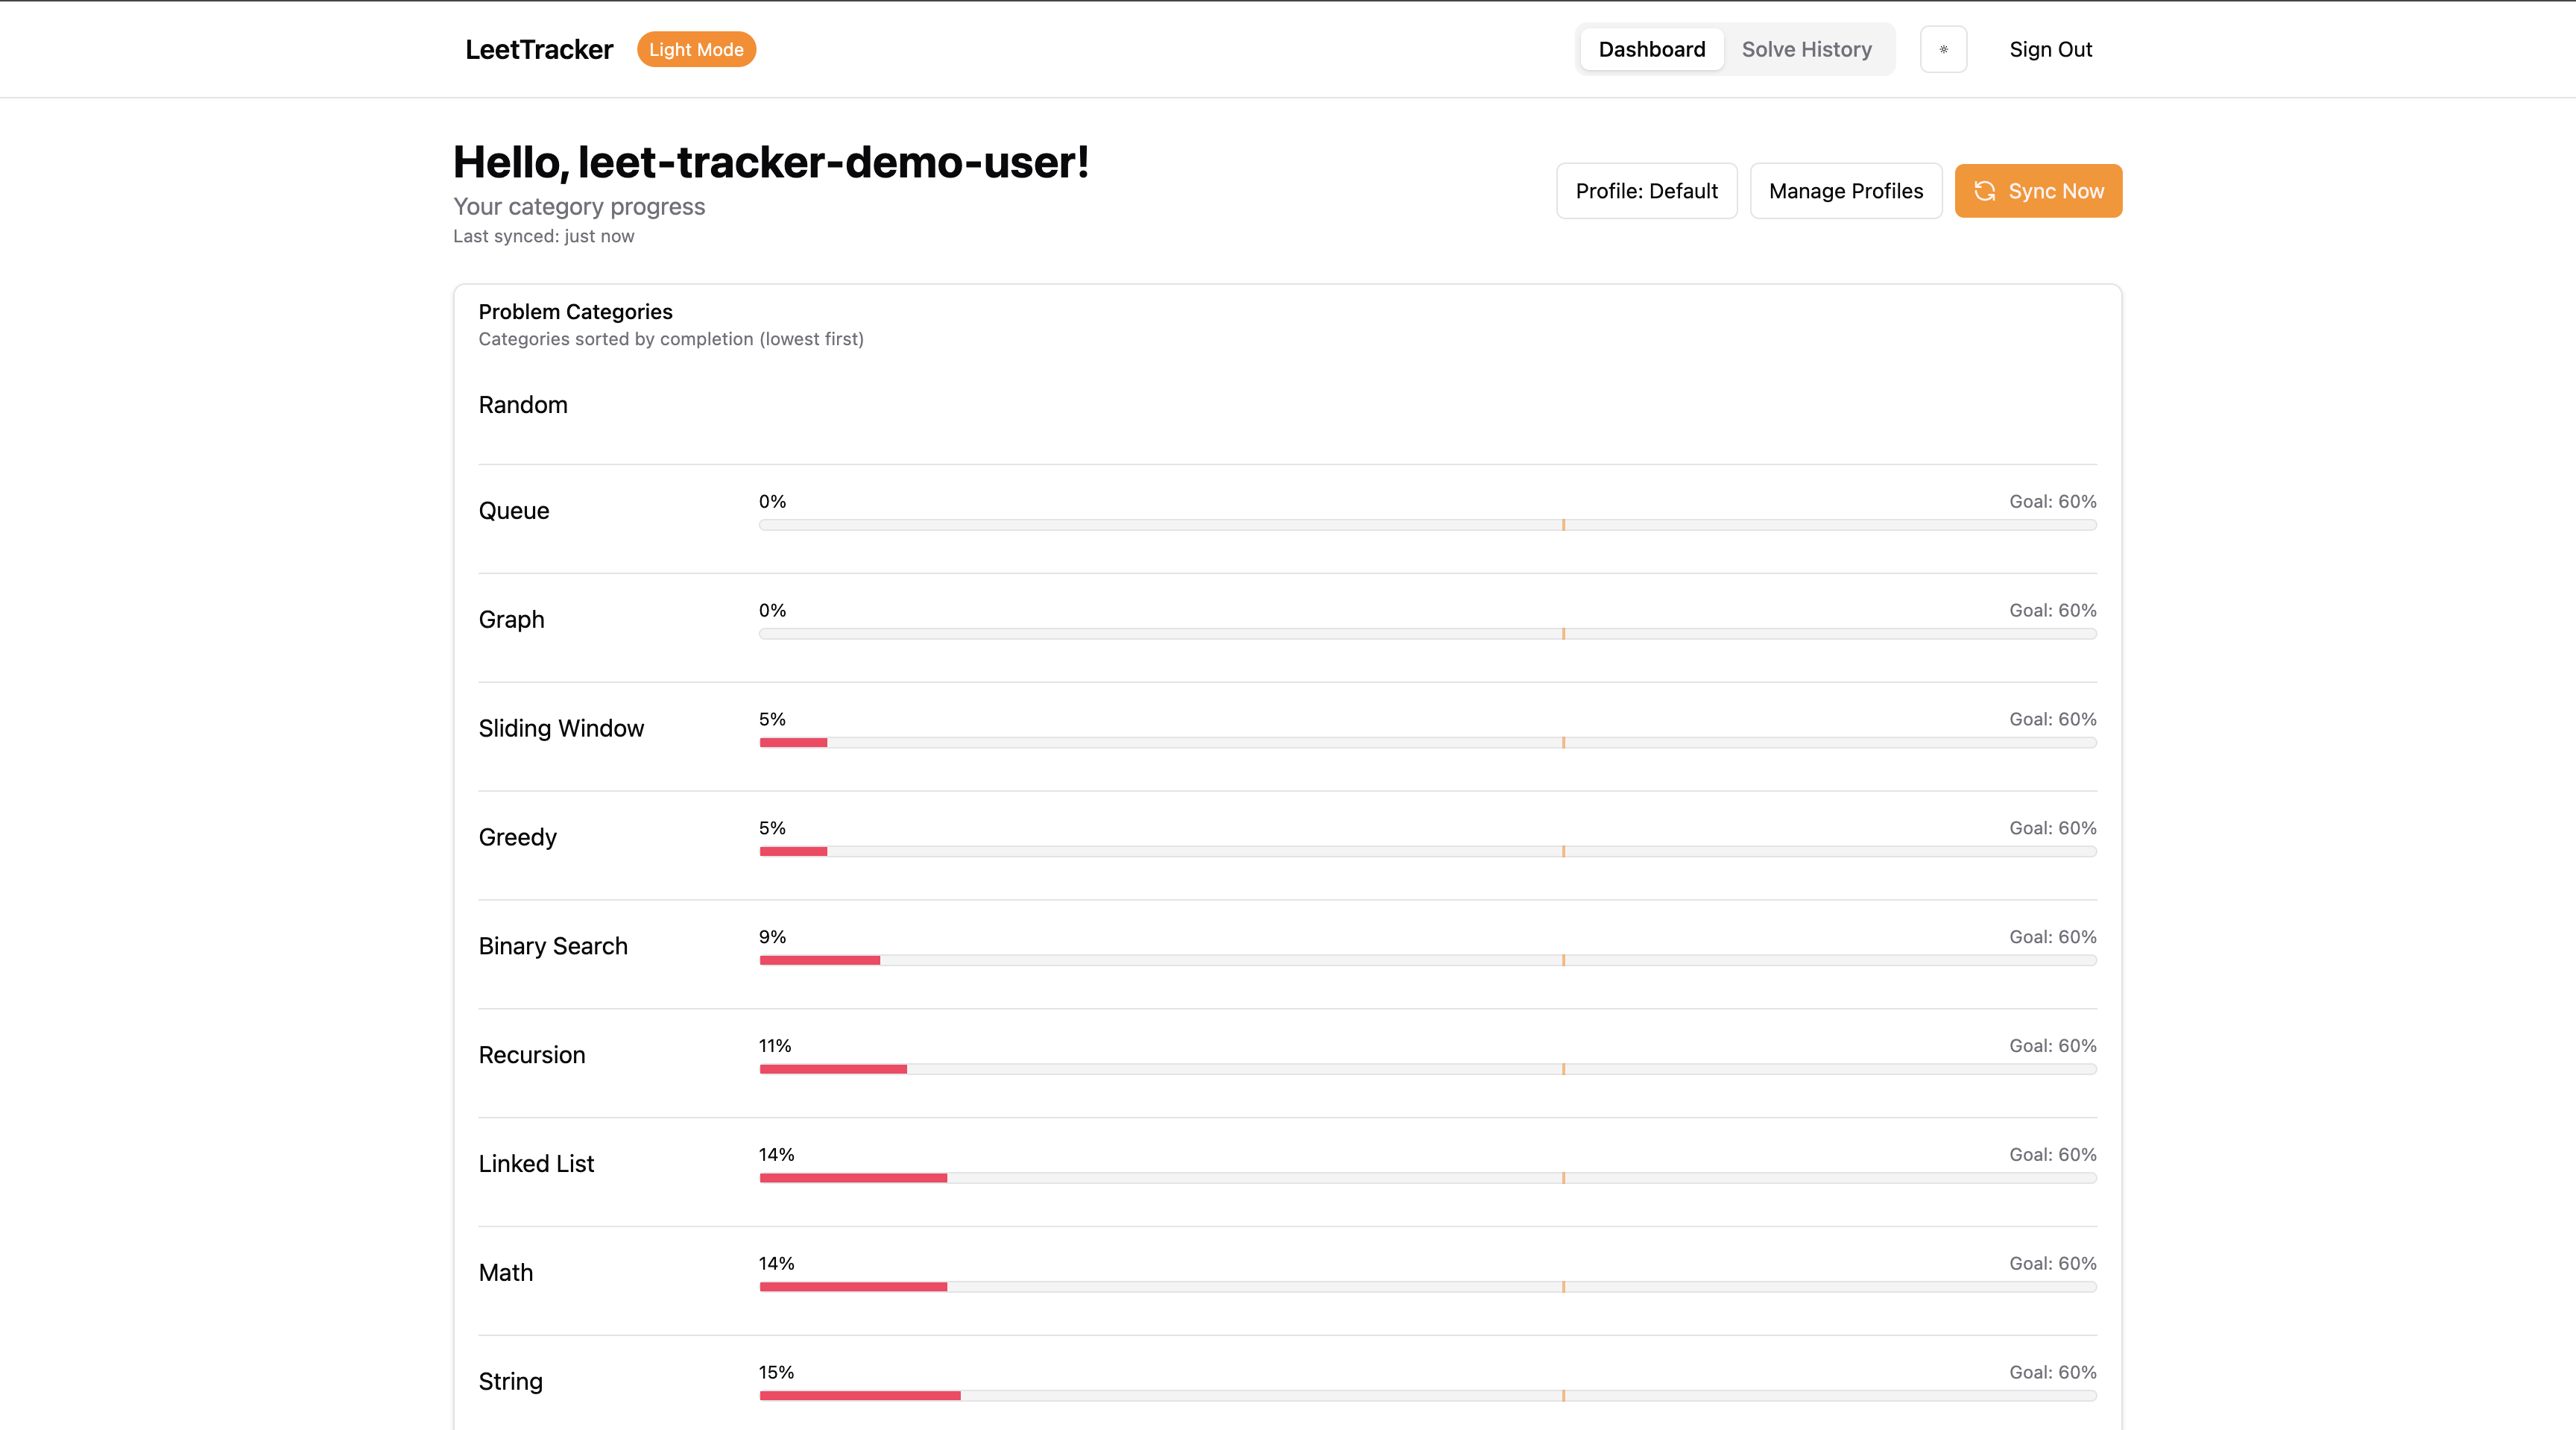 LeetTracker Light Mode Dashboard Solve History Sign Out
Hello, leet-tracker-demo-user!
Your category progress
Last synced: just now
Profile: Default Manage Profiles Sync Now
Problem Categories
Categories sorted by completion (lowest first)
Random
Queue 0% Goal: 60%
Graph 0% Goal: 60%
Sliding Window 5% Goal: 60%
Greedy 5% Goal: 60%
Binary Search 9% Goal: 60%
Recursion 11% Goal: 60%
Linked List 14% Goal: 60%
Math 14% Goal: 60%
String 15% Goal: 60%